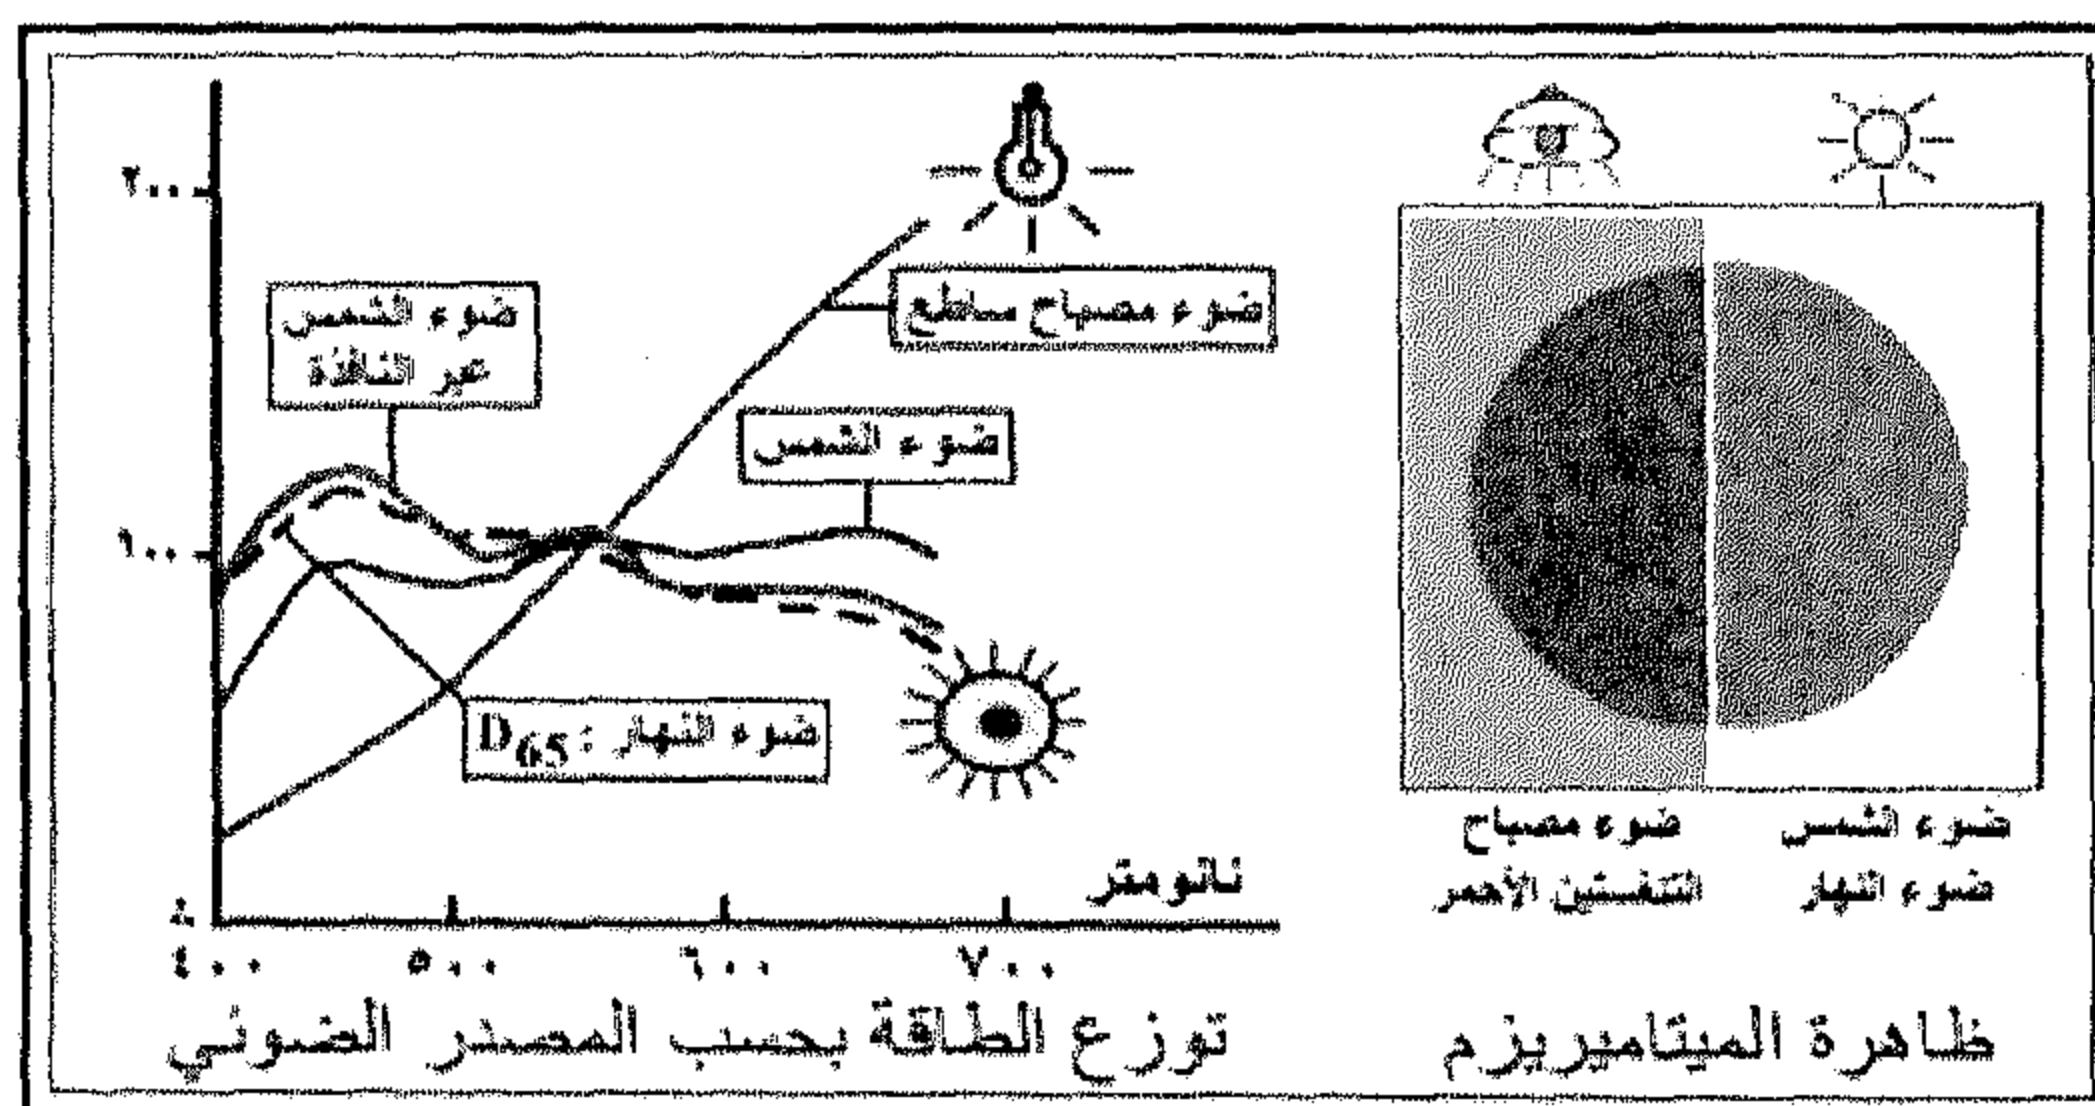 ٢٠٠
ضوء مصباح ساطع
ضوء الشمس
عبر النافذة
ضوء الشمس
١٠٠
ضوء النهار : D65
نانومتر
٤٠٠
٥٠٠
٦٠٠
٧٠٠
توزع الطاقة بحسب المصدر الضوئي
ضوء الشمس
ضوء النهار
ضوء مصباح
التنغستين الأحمر
ظاهرة الميتاميريزم